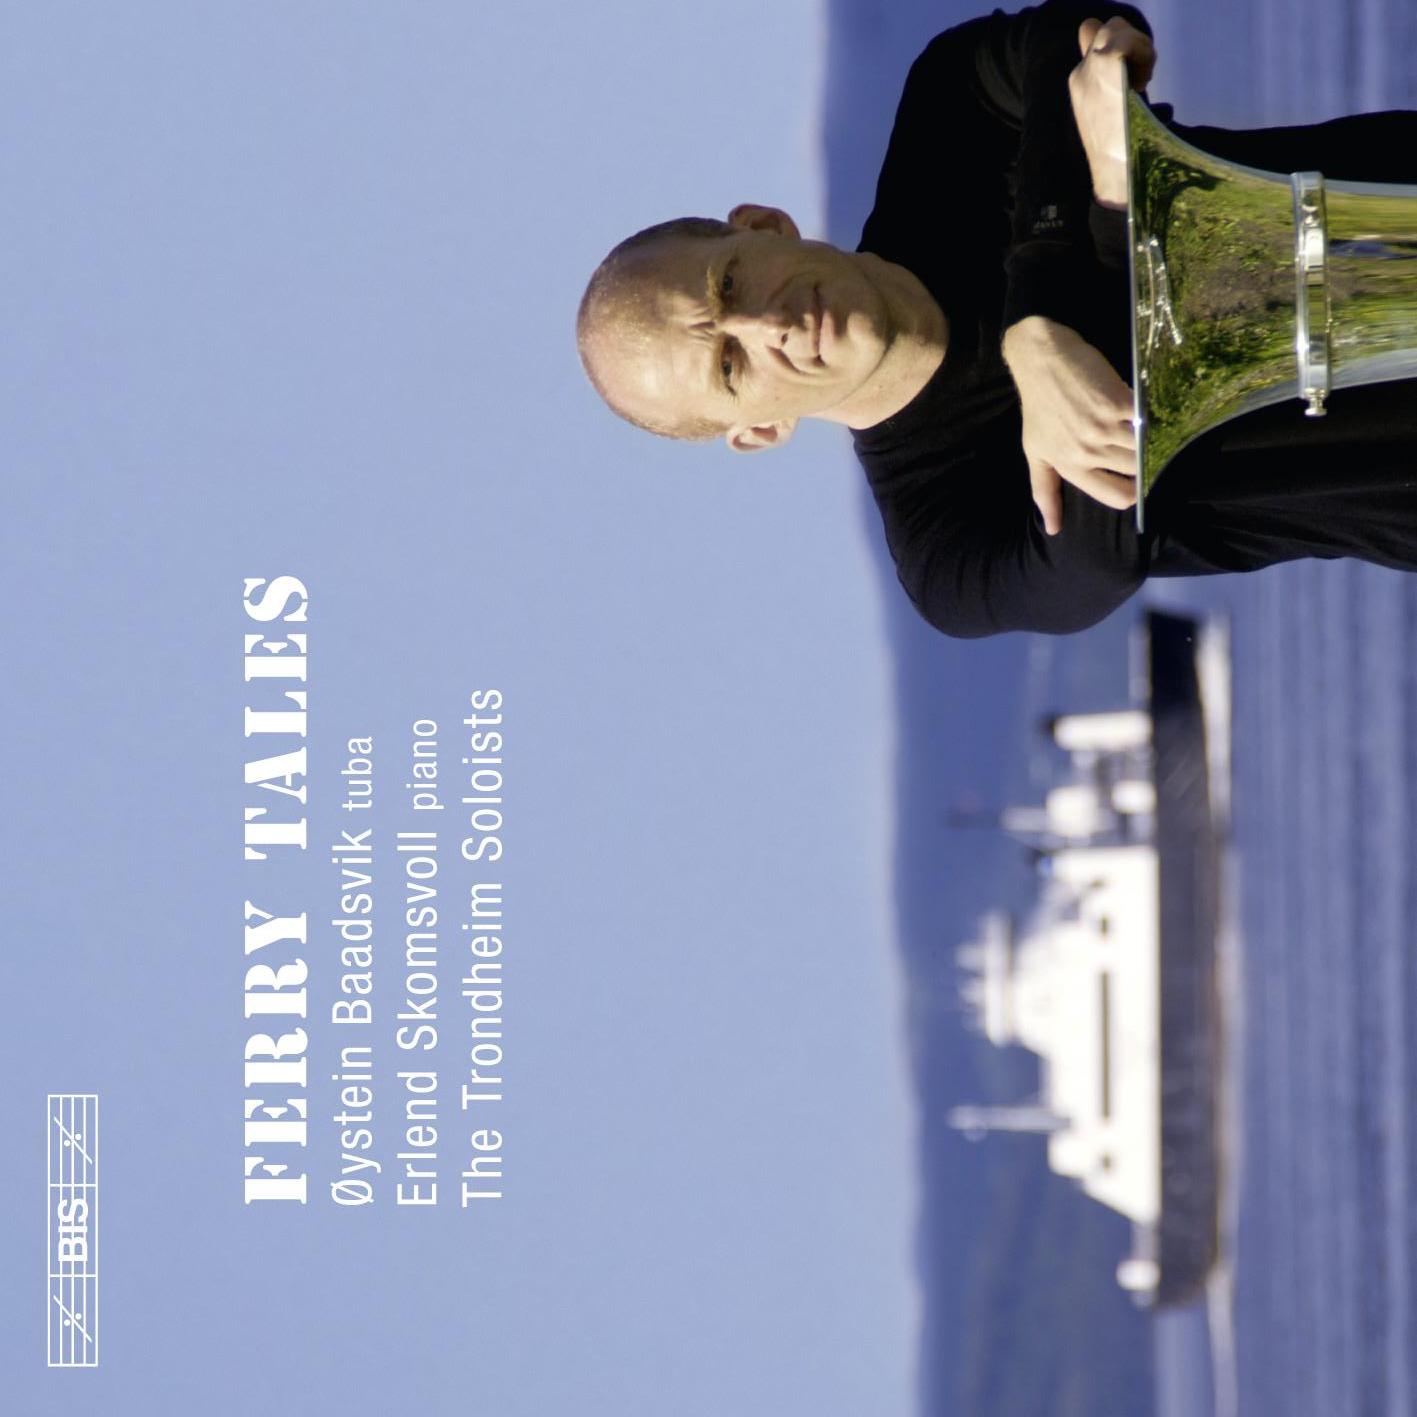 BIS
FERRY TALES
Øystein Baadsvik tuba
Erlend Skomsvoll piano
The Trondheim Soloists